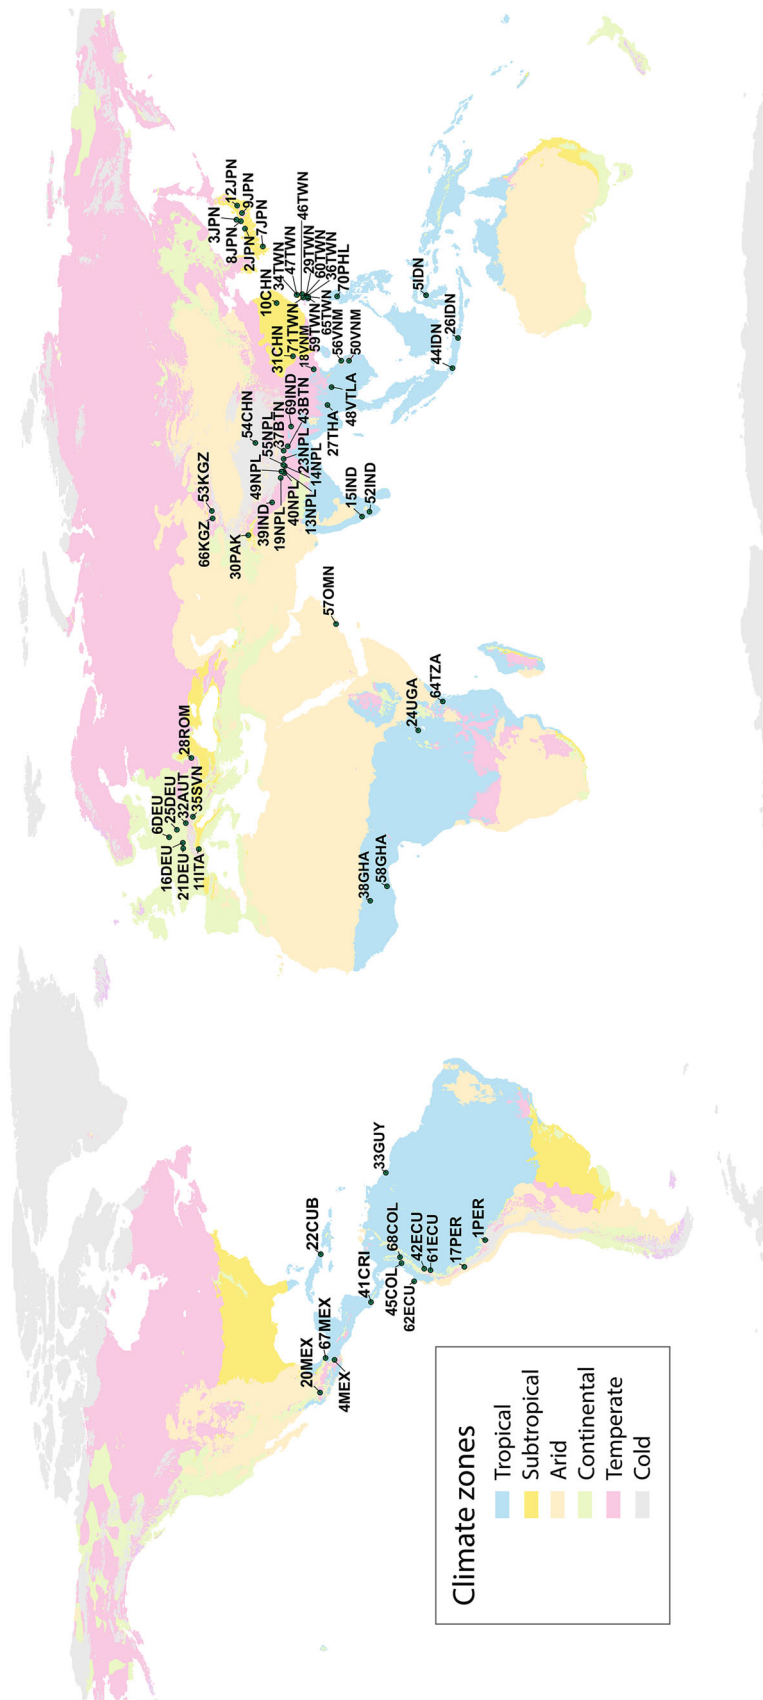 3JPN
12JPN
8JPN
9JPN
2JPN
7JPN
10CHN
34TWN
47TWN
46TWN
29TWN
60TWN
36TWN
70PHL
31CHN
71TWN
59TWN
65TWN
18VNM
56VNM
50VNM
5IDN
44IDN
26IDN
54CHN
55NPL
37BTN
69IND
43BTN
27THA
48VTLA
49NPL
23NPL
14NPL
53KGZ
66KGZ
30PAK
39IND
19NPL
40NPL
13NPL
15IND
52IND
57OMN
28ROM
6DEU
25DEU
32AUT
35SVN
16DEU
21DEU
11ITA
24UGA
64TZA
38GHA
58GHA
33GUY
22CUB
68COL
42ECU
61ECU
17PER
1PER
41CRI
45COL
62ECU
20MEX
67MEX
4MEX
Climate zones
Tropical
Subtropical
Arid
Continental
Temperate
Cold